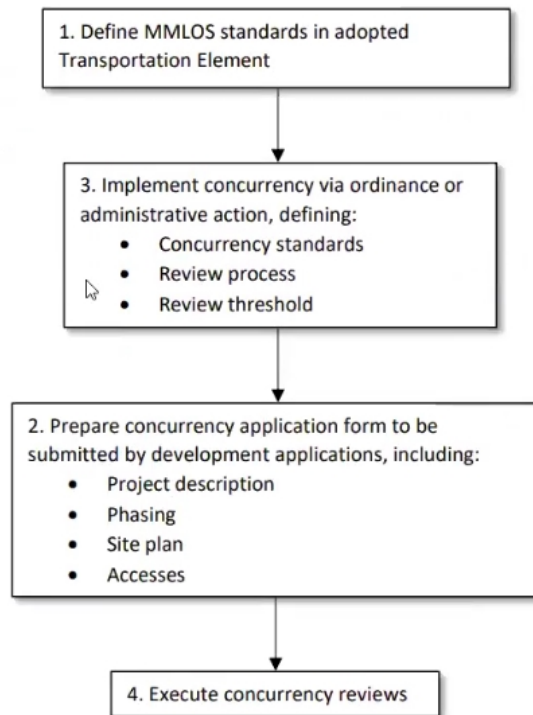 1. Define MMLOS standards in adopted
Transportation Element
3. Implement concurrency via ordinance or
administrative action, defining:
• Concurrency standards
• Review process
• Review threshold
2. Prepare concurrency application form to be
submitted by development applications, including:
• Project description
• Phasing
• Site plan
• Accesses
4. Execute concurrency reviews